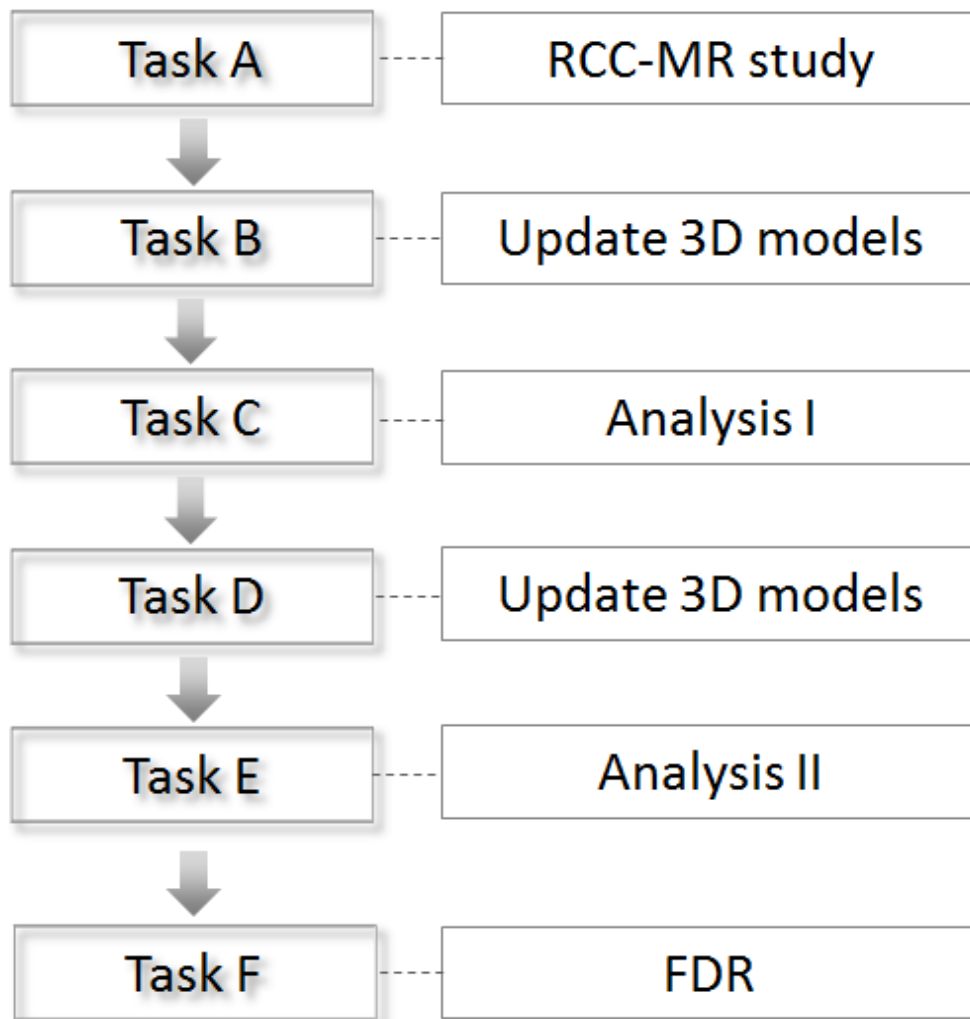 Task A
RCC-MR study
Task B
Update 3D models
Task C
Analysis I
Task D
Update 3D models
Task E
Analysis II
Task F
FDR